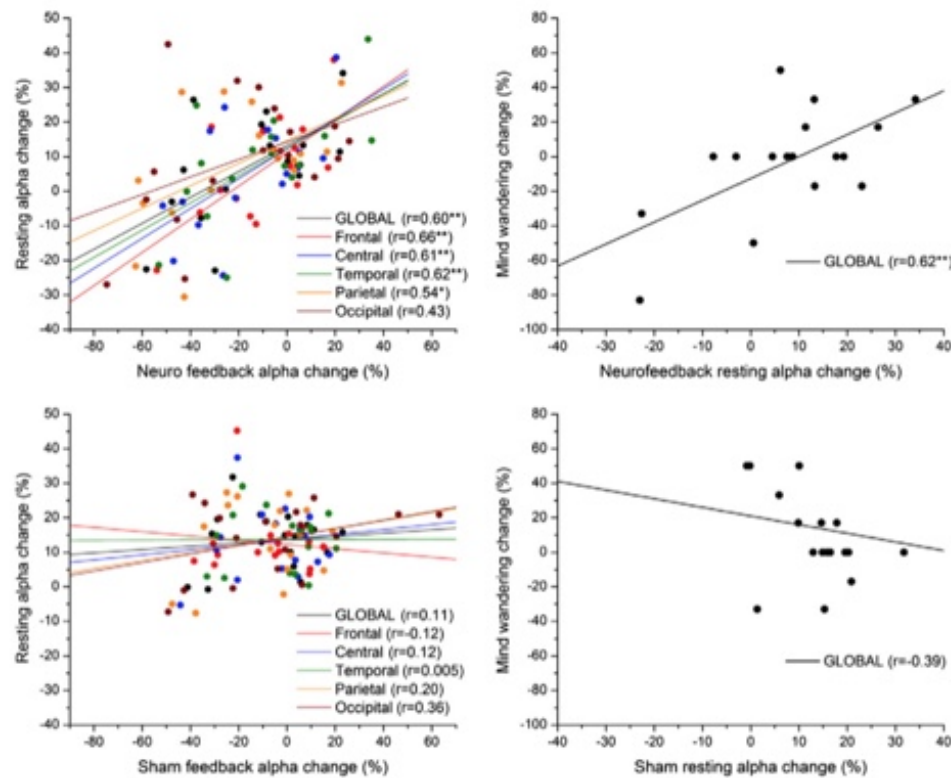 Resting alpha change (%)
50
40
30
20
10
0
-10
-20
-30
-40
GLOBAL (r=0.60**)
Frontal (r=0.66**)
Central (r=0.61**)
Temporal (r=0.62**)
Parietal (r=0.54*)
Occipital (r=0.43)
-80 -60 -40 -20 0 20 40 60
Neuro feedback alpha change (%)
Mind wandering change (%)
80
60
40
20
0
-20
-40
-60
-80
-100
GLOBAL (r=0.62**)
-40 -30 -20 -10 0 10 20 30 40
Neurofeedback resting alpha change (%)
Resting alpha change (%)
50
40
30
20
10
0
-10
-20
-30
-40
GLOBAL (r=0.11)
Frontal (r=-0.12)
Central (r=0.12)
Temporal (r=0.005)
Parietal (r=0.20)
Occipital (r=0.36)
-80 -60 -40 -20 0 20 40 60
Sham feedback alpha change (%)
Mind wandering change (%)
80
60
40
20
0
-20
-40
-60
-80
-100
GLOBAL (r=-0.39)
-40 -30 -20 -10 0 10 20 30 40
Sham resting alpha change (%)